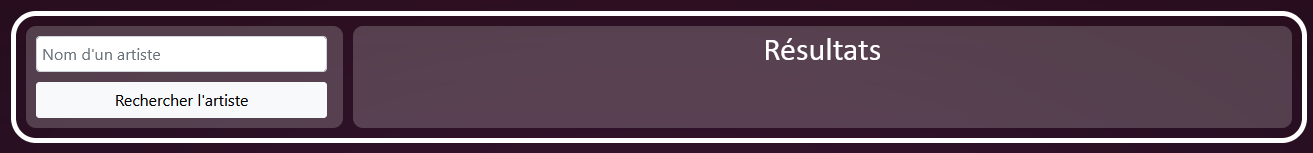 Nom d'un artiste
Rechercher l'artiste
Résultats